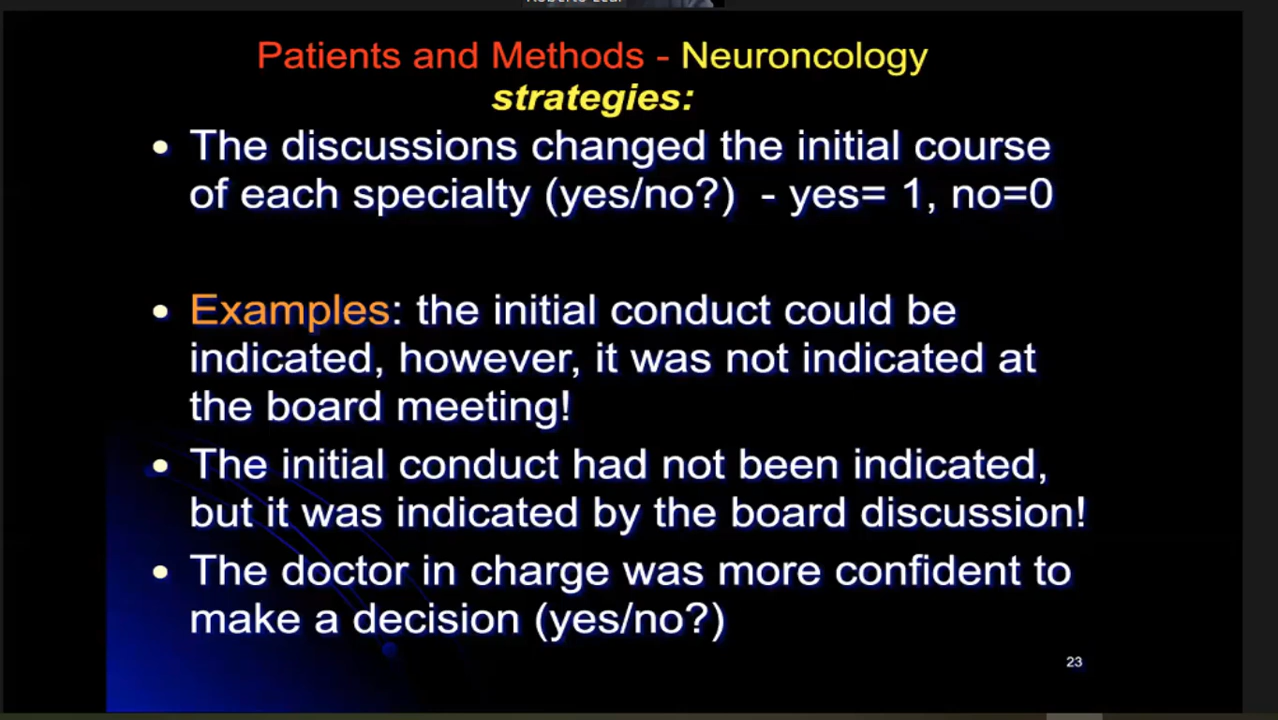 Patients and Methods - Neuroncology
strategies:
• The discussions changed the initial course
of each specialty (yes/no?) - yes= 1, no=0
• Examples: the initial conduct could be
indicated, however, it was not indicated at
the board meeting!
• The initial conduct had not been indicated,
but it was indicated by the board discussion!
• The doctor in charge was more confident to
make a decision (yes/no?)
23